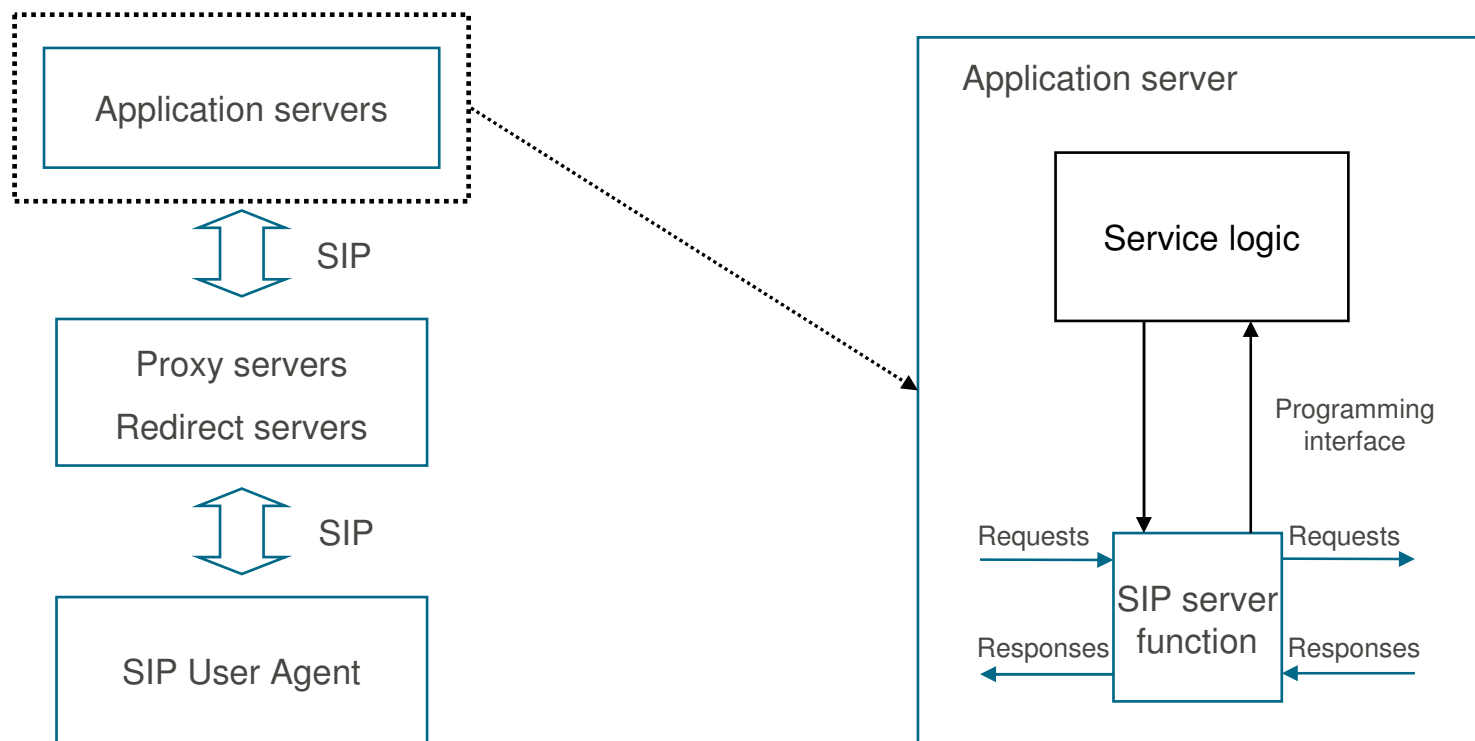 Application servers
SIP
Proxy servers
Redirect servers
SIP
SIP User Agent
Application server
Service logic
Programming
interface
Requests
Requests
SIP server
function
Responses
Responses